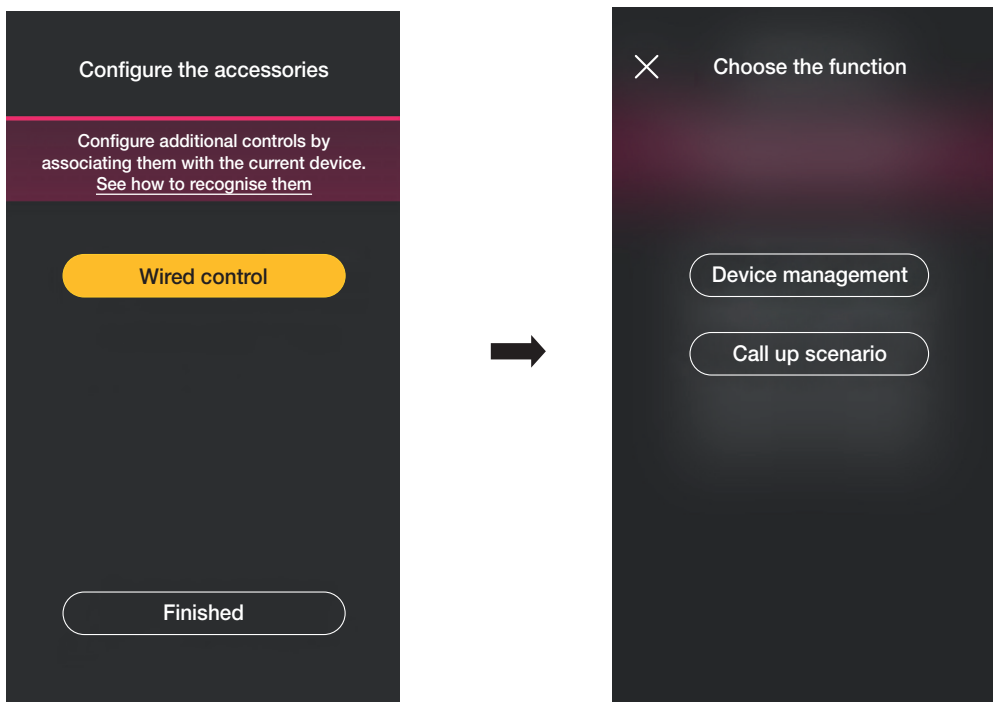 Configure the accessories
Configure additional controls by
associating them with the current device.
See how to recognise them
Wired control
Finished
Choose the function
Device management
Call up scenario